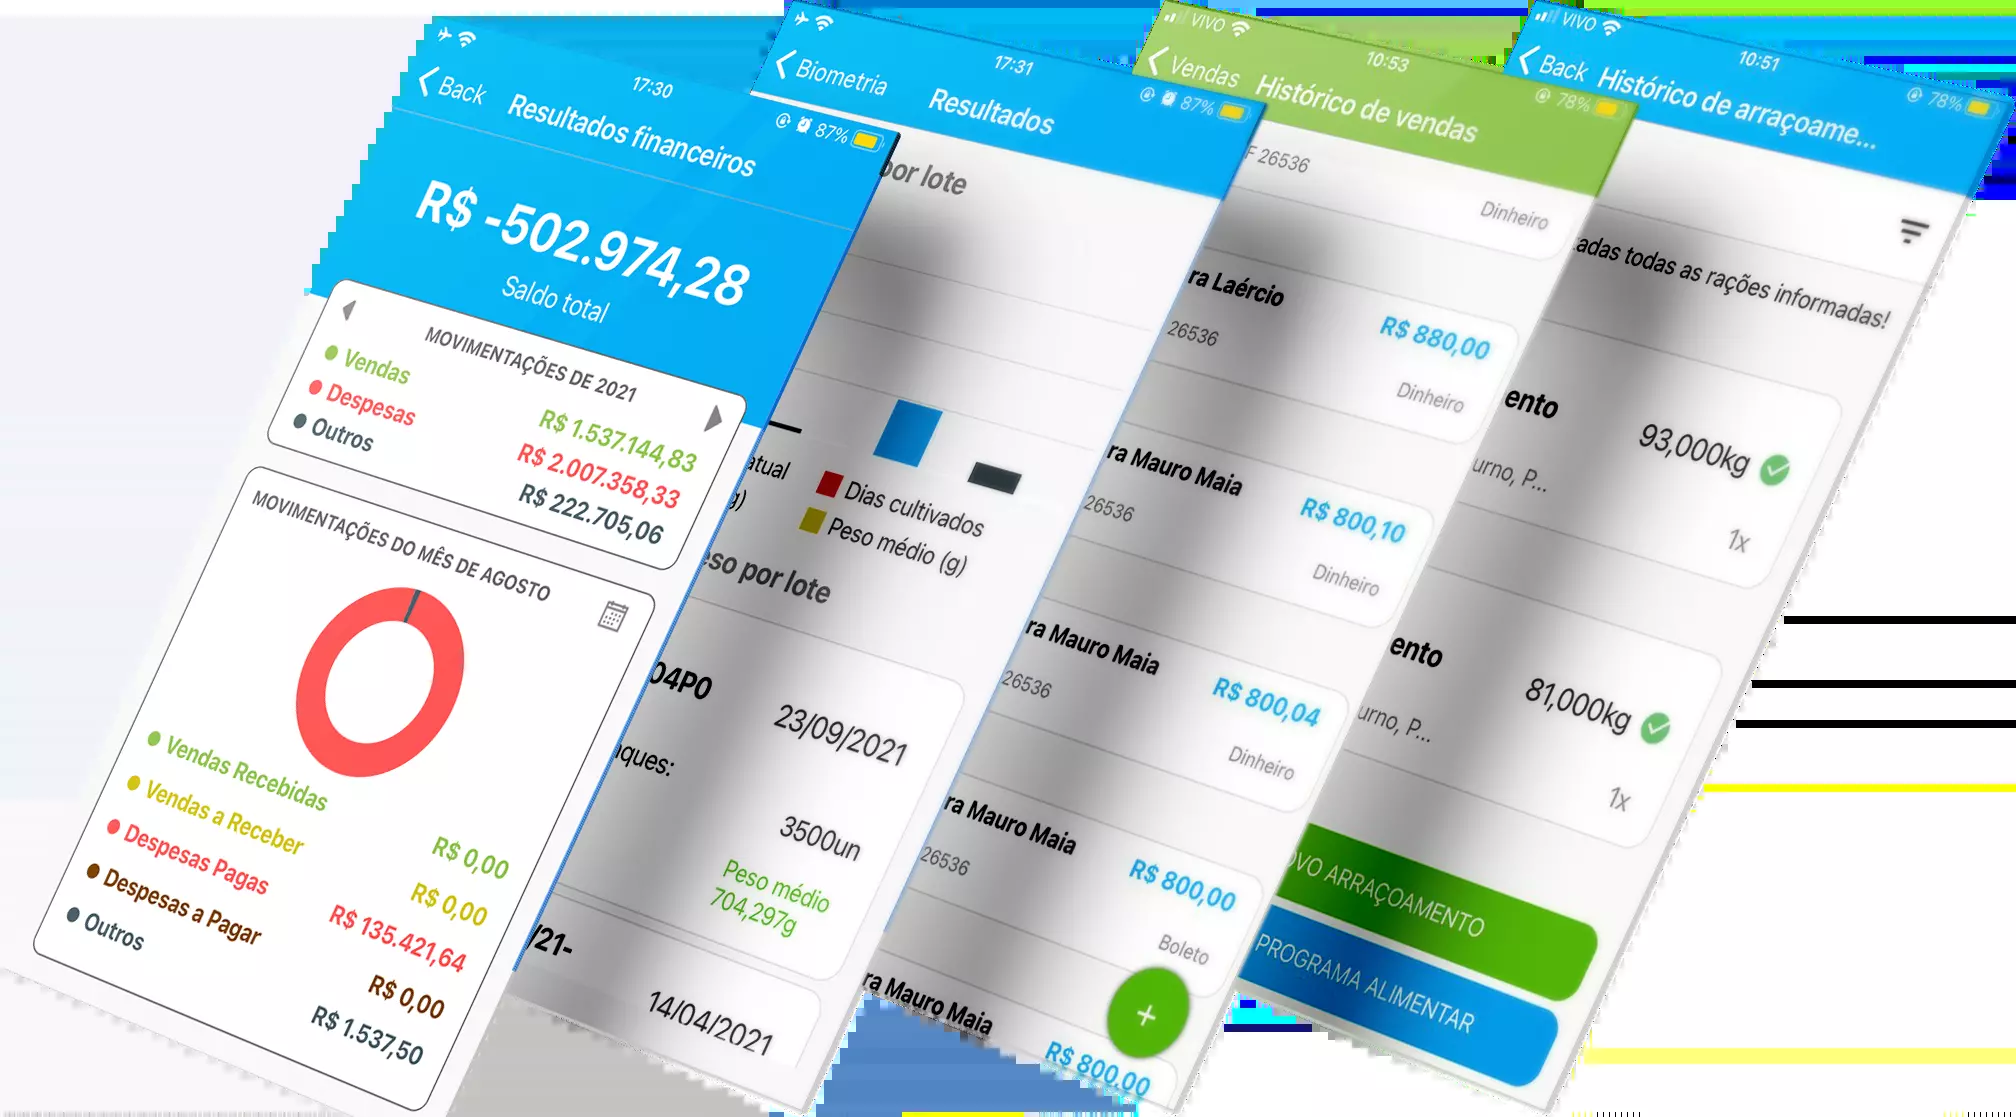 17:30
Back
Resultados financeiros
87%
R$ -502.974,28
Saldo total
MOVIMENTAÇÕES DE 2021
Vendas
R$ 1.537.144,83
Despesas
R$ 2.007.358,33
Outros
R$ 222.705,06
MOVIMENTAÇÕES DO MÊS DE AGOSTO
Vendas Recebidas
R$ 0,00
Vendas a Receber
R$ 0,00
Despesas Pagas
R$ 135.421,64
Despesas a Pagar
R$ 0,00
Outros
R$ 1.537,50
17:31
Biometria
Resultados
87%
por lote
atual
g)
Dias cultivados
Peso médio (g)
eso por lote
04P0
23/09/2021
ques:
3500un
Peso médio
704,297g
/21-
14/04/2021
VIVO
10:53
Vendas
Histórico de vendas
78%
F 26536
Dinheiro
ra Laércio
R$ 880,00
26536
Dinheiro
ra Mauro Maia
R$ 800,10
26536
Dinheiro
ra Mauro Maia
R$ 800,04
26536
Dinheiro
ra Mauro Maia
R$ 800,00
26536
Boleto
ra Mauro Maia
R$ 800,00
+
VIVO
10:51
Back
Histórico de arraçoame...
78%
adas todas as rações informadas!
ento
93,000kg
urno, P...
1x
ento
81,000kg
urno, P...
1x
OVO ARRAÇOAMENTO
PROGRAMA ALIMENTAR